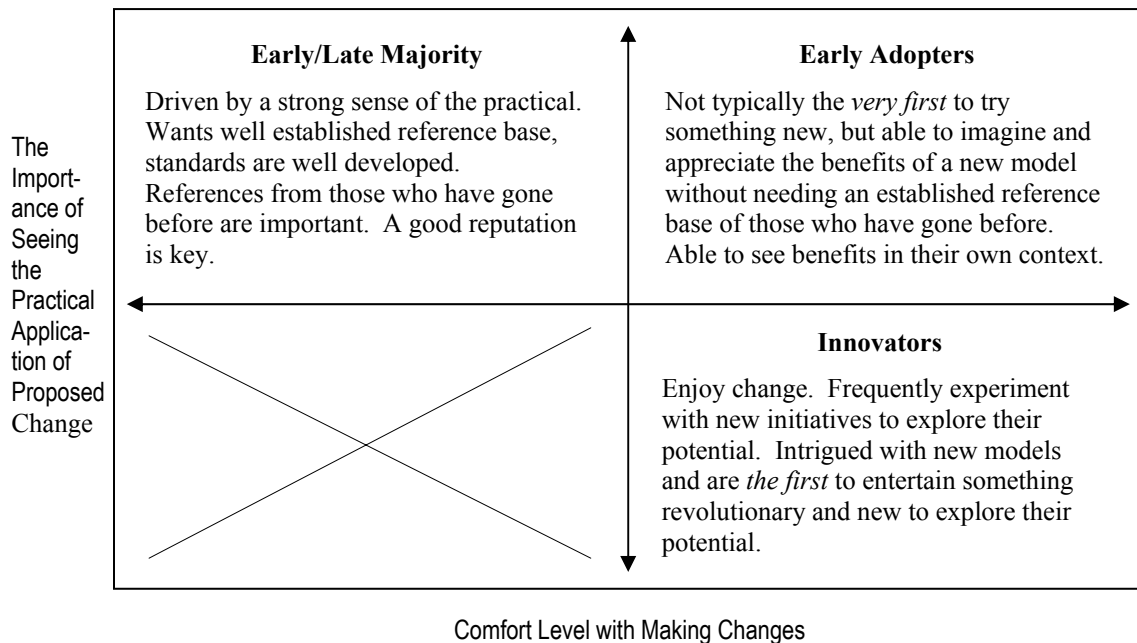 Early/Late Majority
Driven by a strong sense of the practical.
Wants well established reference base,
standards are well developed.
References from those who have gone
before are important.  A good reputation
is key.
Early Adopters
Not typically the very first to try
something new, but able to imagine and
appreciate the benefits of a new model
without needing an established reference
base of those who have gone before.
Able to see benefits in their own context.
The
Import-
ance of
Seeing
the
Practical
Applica-
tion of
Proposed
Change
Innovators
Enjoy change.  Frequently experiment
with new initiatives to explore their
potential.  Intrigued with new models
and are the first to entertain something
revolutionary and new to explore their
potential.
Comfort Level with Making Changes